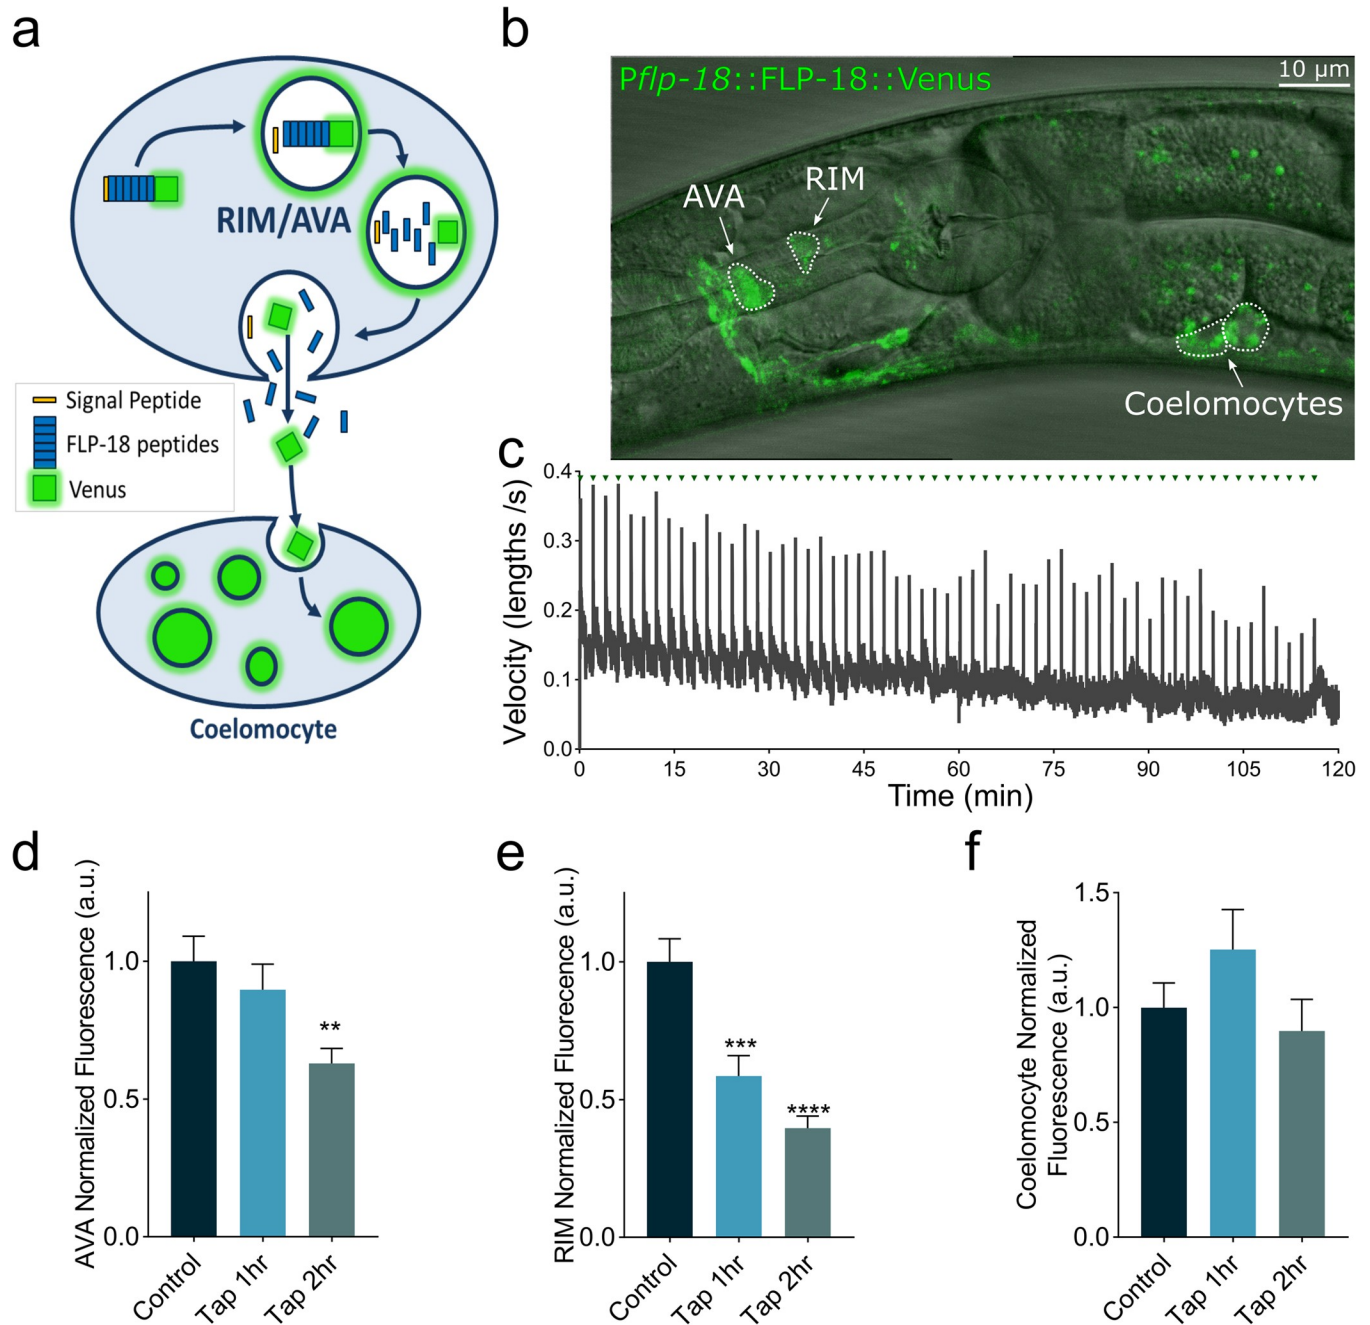 a
RIM/AVA
Signal Peptide
FLP-18 peptides
Venus
Coelomocyte
b
Pflp-18::FLP-18::Venus
10 µm
AVA
RIM
Coelomocytes
c
Velocity (lengths /s)
0.4
0.3
0.2
0.1
0.0
0 15 30 45 60 75 90 105 120
Time (min)
d
AVA Normalized Fluorescence (a.u.)
1.0
0.5
0.0
**
Control Tap 1hr Tap 2hr
e
RIM Normalized Fluorecence (a.u.)
1.0
0.5
0.0
***
****
Control Tap 1hr Tap 2hr
f
Coelomocyte Normalized
Fluorescence (a.u.)
1.5
1.0
0.5
0.0
Control Tap 1hr Tap 2hr